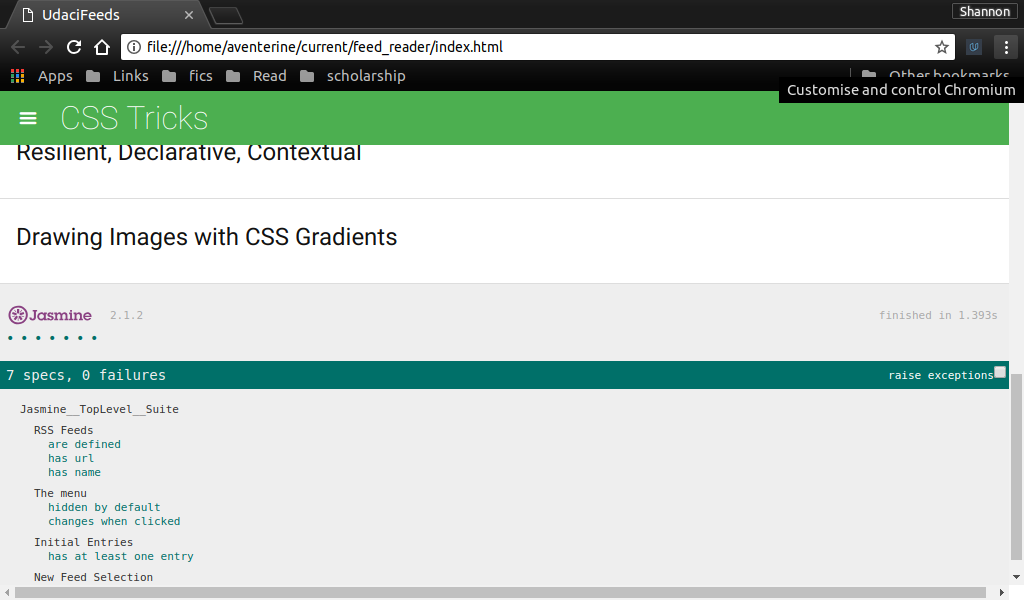 UdaciFeeds
Shannon
file:///home/aventerine/current/feed_reader/index.html
Apps Links fics Read scholarship Other bookmarks
Customise and control Chromium
CSS Tricks
Resilient, Declarative, Contextual
Drawing Images with CSS Gradients
Jasmine 2.1.2 finished in 1.393s
7 specs, 0 failures raise exceptions
Jasmine__TopLevel__Suite
RSS Feeds
are defined
has url
has name
The menu
hidden by default
changes when clicked
Initial Entries
has at least one entry
New Feed Selection